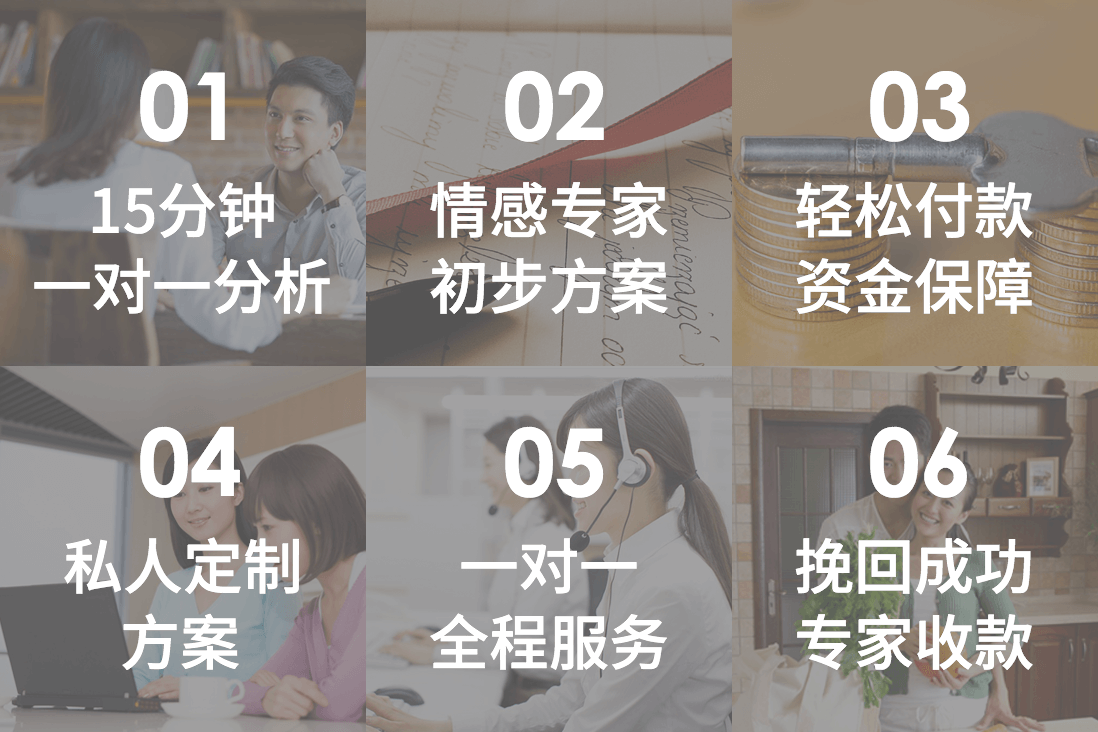 01
15分钟
一对一分析
02
情感专家
初步方案
03
轻松付款
资金保障
04
私人定制
方案
05
一对一
全程服务
06
挽回成功
专家收款